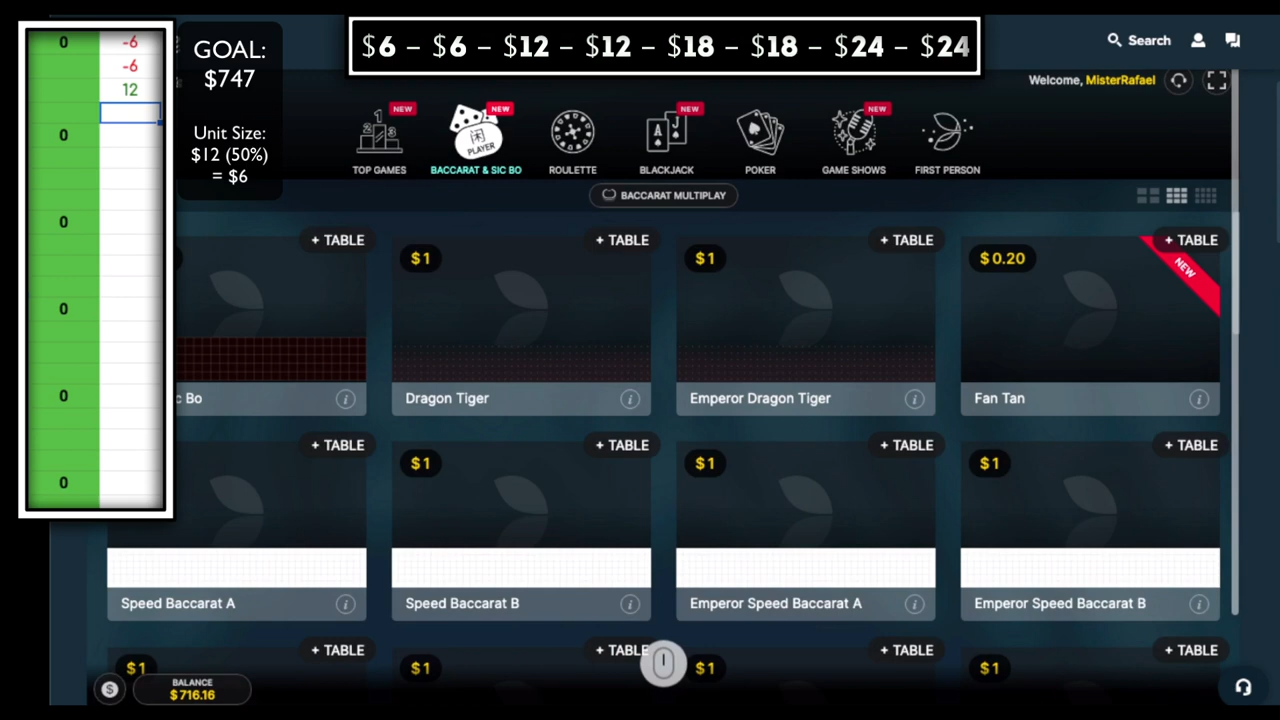 0 -6
-6
12
0
0
0
0
0
GOAL:
$747
Unit Size:
$12 (50%)
= $6
$6 – $6 – $12 – $12 – $18 – $18 – $24 – $24
Search
Welcome, MisterRafael
NEW
TOP GAMES
NEW
闲
PLAYER
BACCARAT & SIC BO
ROULETTE
NEW
BLACKJACK
POKER
NEW
GAME SHOWS
FIRST PERSON
BACCARAT MULTIPLAY
+ TABLE
c Bo
$1
+ TABLE
Dragon Tiger
$1
+ TABLE
Emperor Dragon Tiger
$0.20
+ TABLE
NEW
Fan Tan
+ TABLE
Speed Baccarat A
$1
+ TABLE
Speed Baccarat B
$1
+ TABLE
Emperor Speed Baccarat A
$1
+ TABLE
Emperor Speed Baccarat B
$1
+ TABLE
$1
+ TABLE
$1
+ TABLE
$1
+ TABLE
BALANCE
$716.16